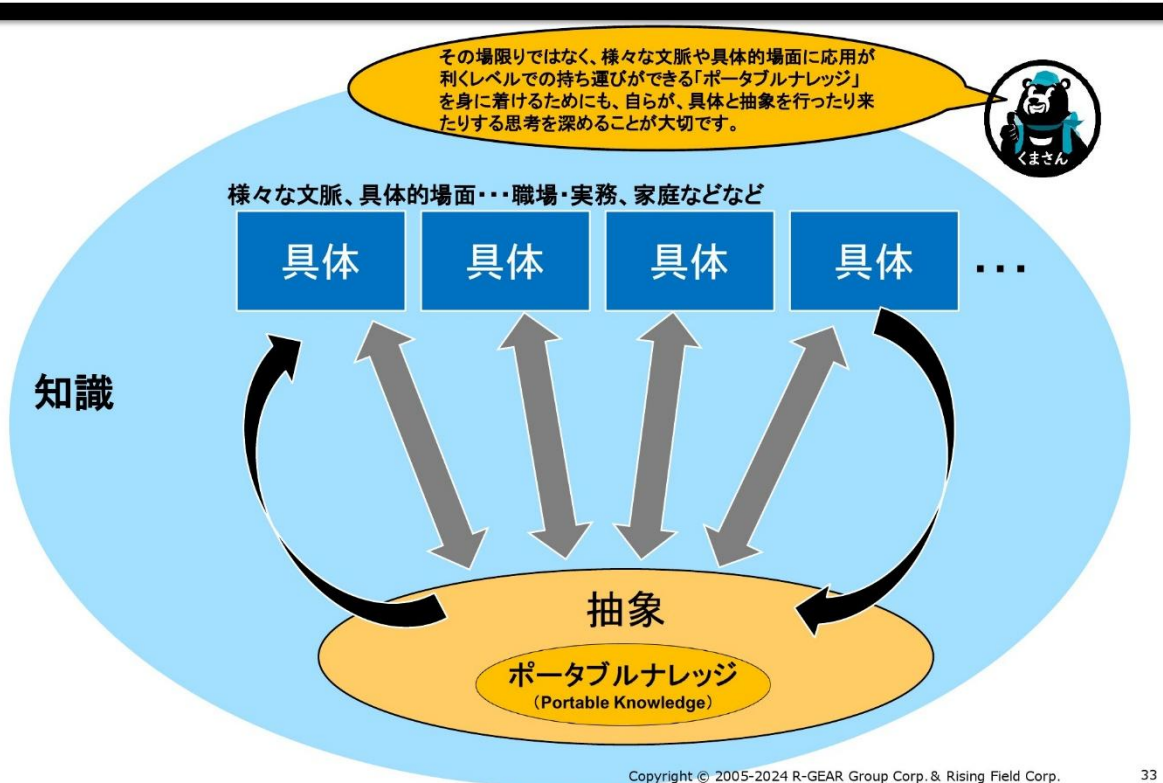 その場限りではなく、様々な文脈や具体的場面に応用が
利くレベルでの持ち運びができる「ポータブルナレッジ」
を身に着けるためにも、自らが、具体と抽象を行ったり来
たりする思考を深めることが大切です。
くまさん
様々な文脈、具体的場面・・・職場・実務、家庭などなど
具体
具体
具体
具体
・・・
知識
抽象
ポータブルナレッジ
（Portable Knowledge）
Copyright © 2005-2024 R-GEAR Group Corp. & Rising Field Corp.
33